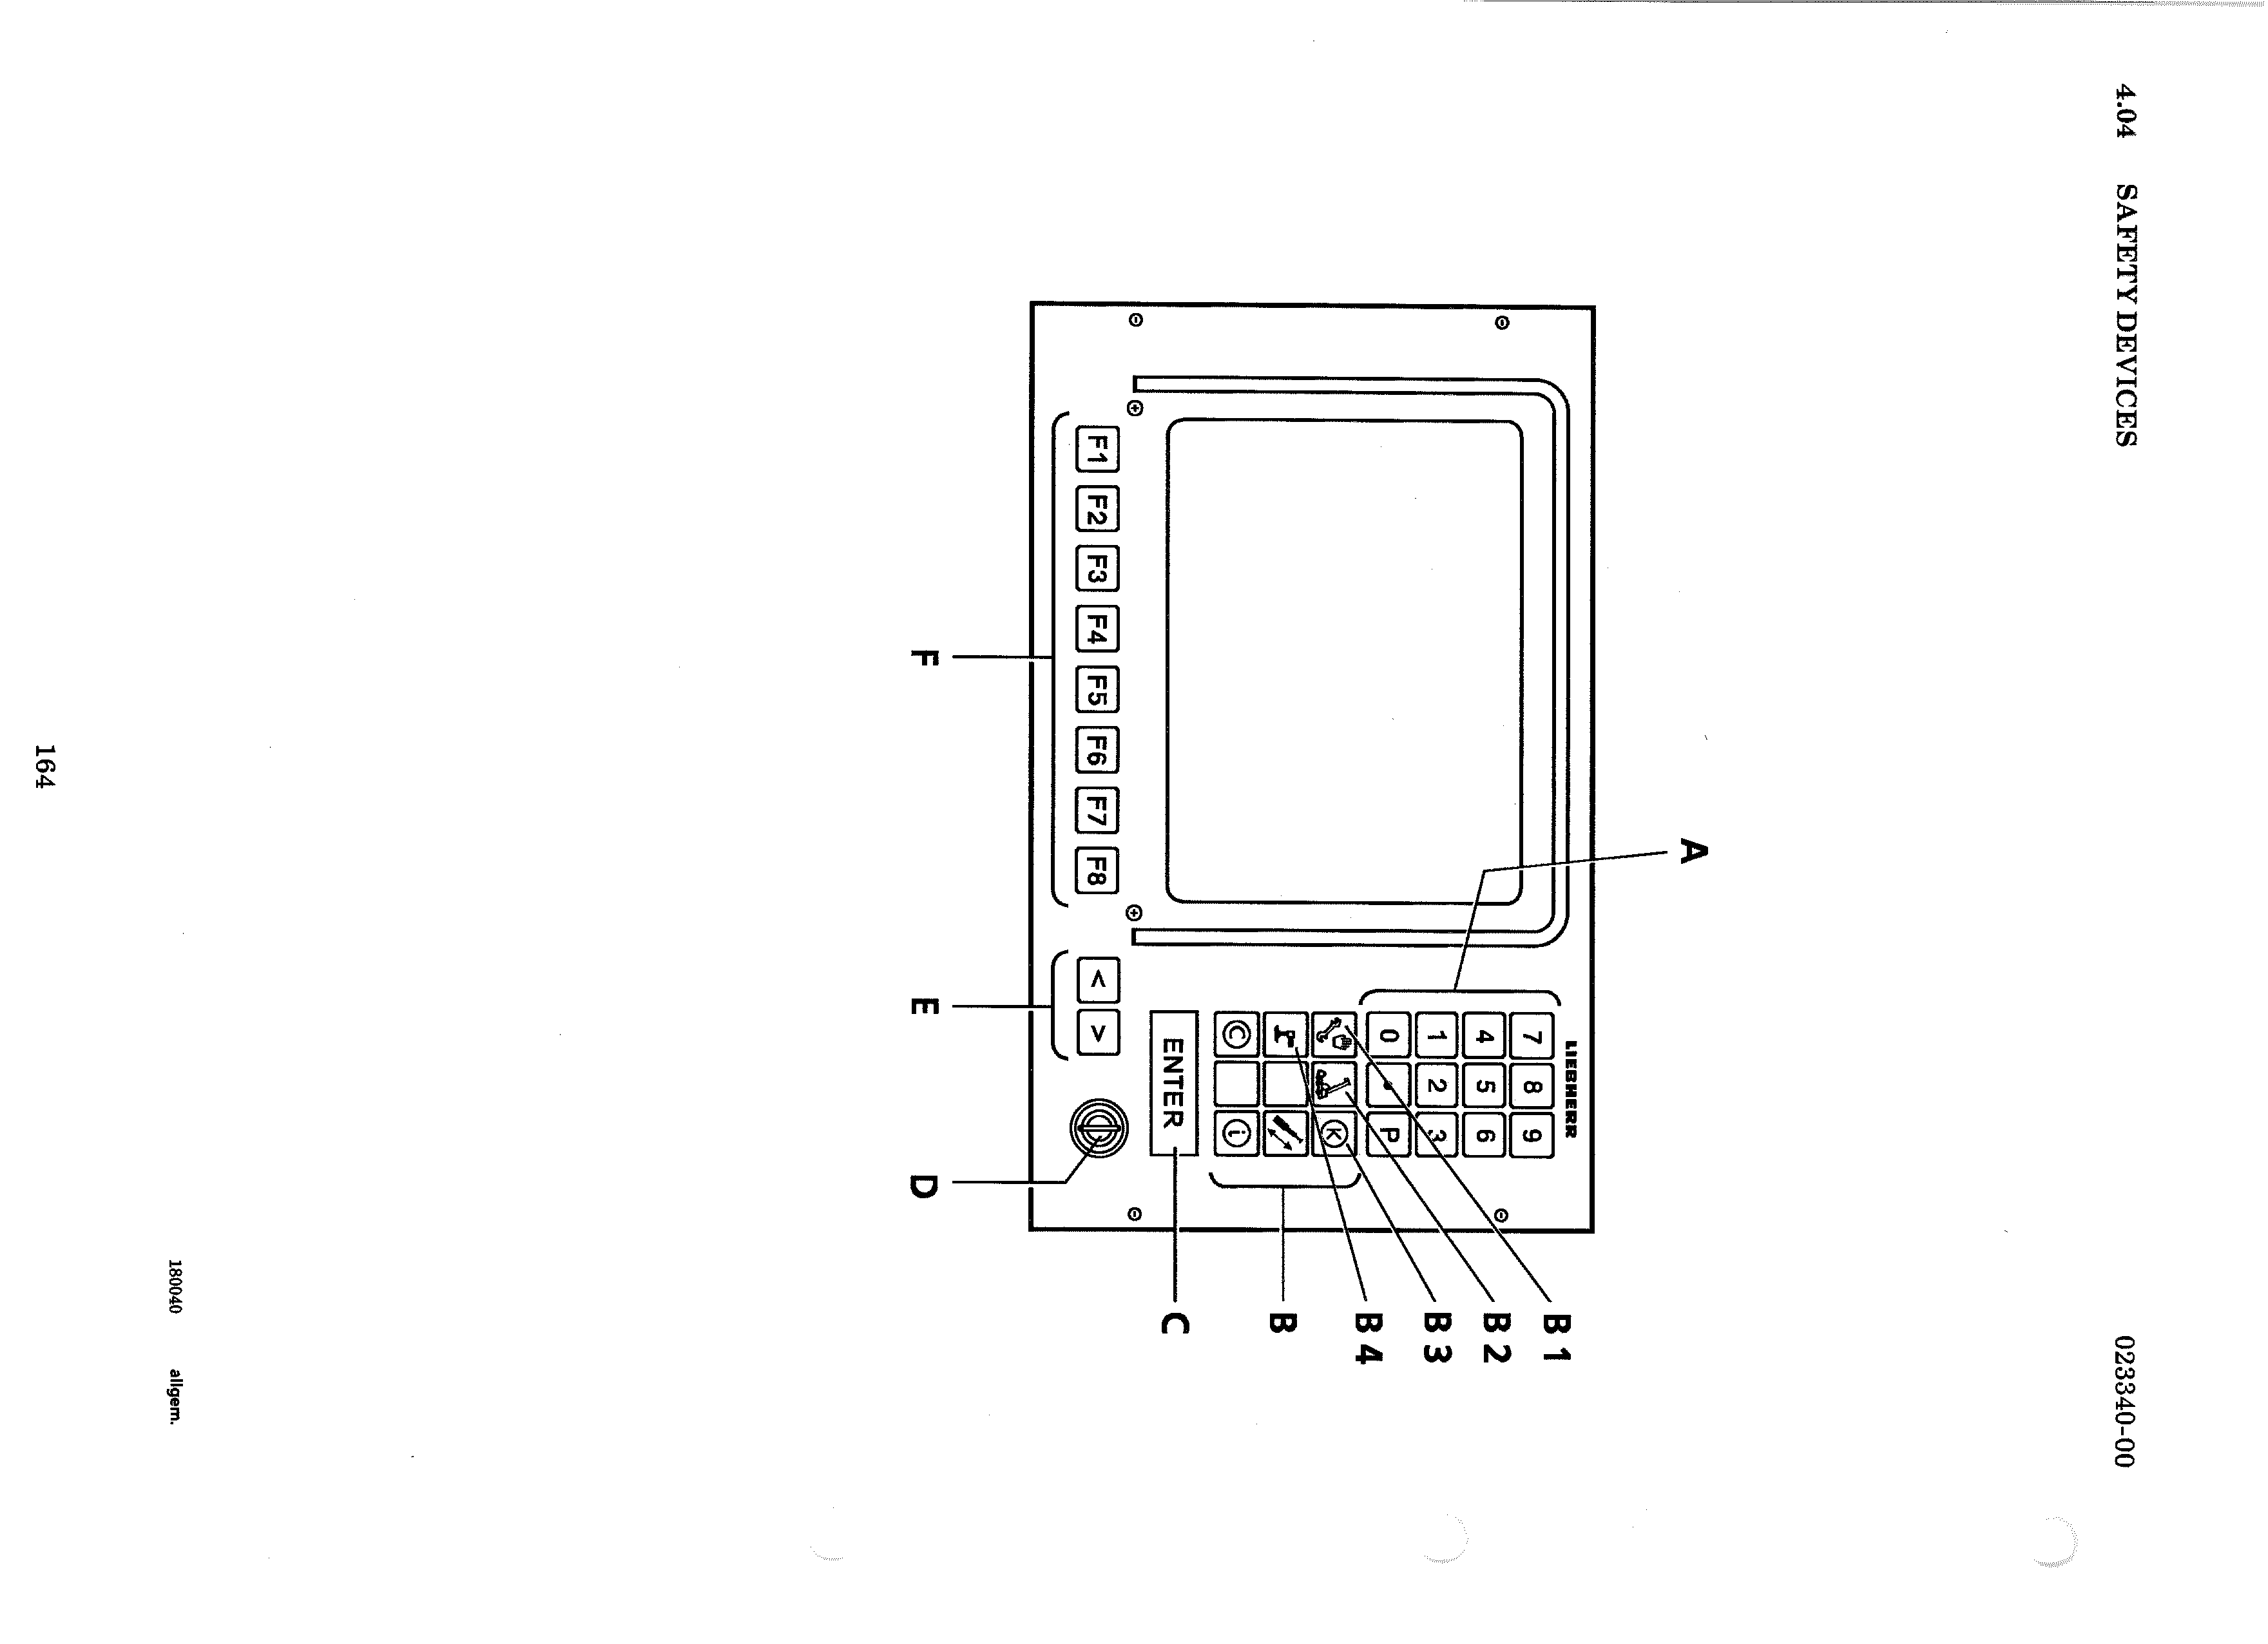 4.04 SAFETY DEVICES 023340-00
A
B 1
B 2
B 3
B 4
B
C
LIEBHERR
7 8 9
4 5 6
1 2 3
0 • P
K
C i
ENTER
F1 F2 F3 F4 F5 F6 F7 F8 < >
F E D
180040 allgem.
164